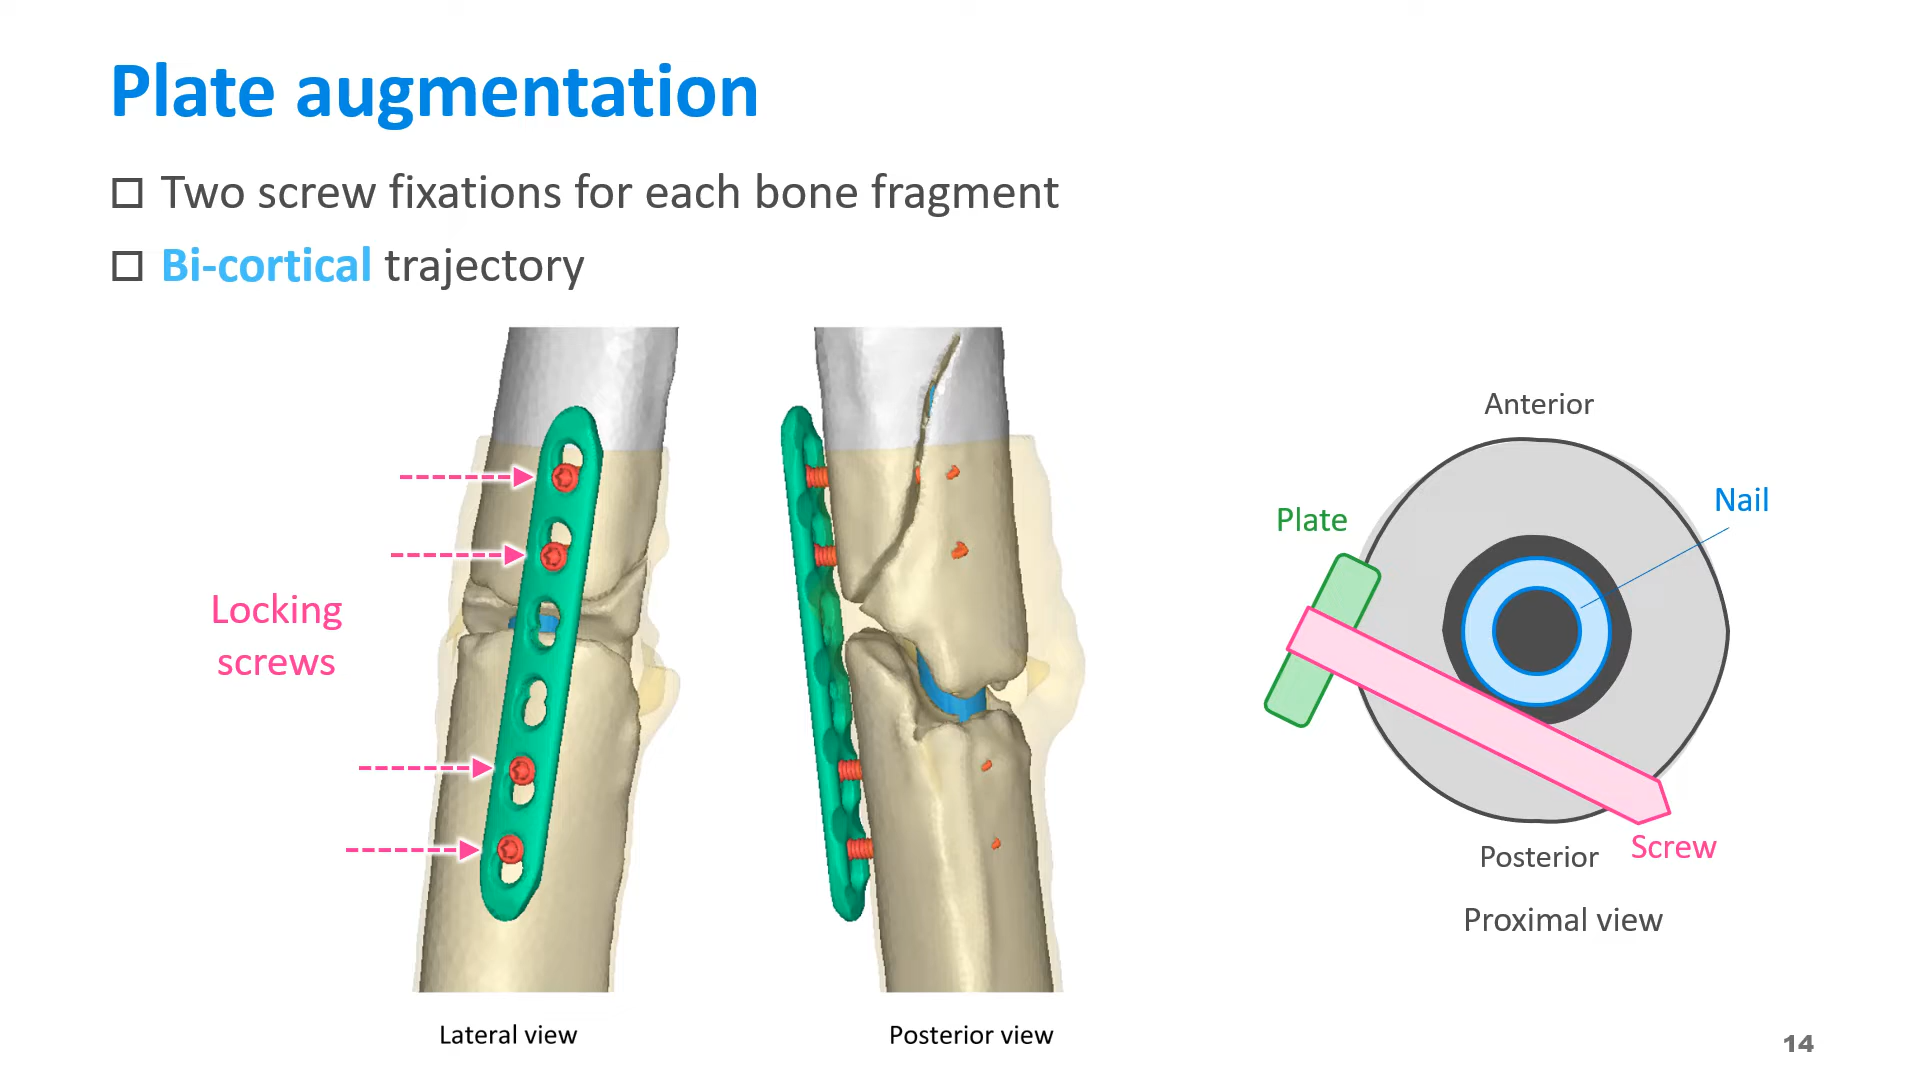 Plate augmentation
Two screw fixations for each bone fragment
Bi-cortical trajectory
Locking
screws
Lateral view
Posterior view
Anterior
Plate
Nail
Posterior
Screw
Proximal view
14